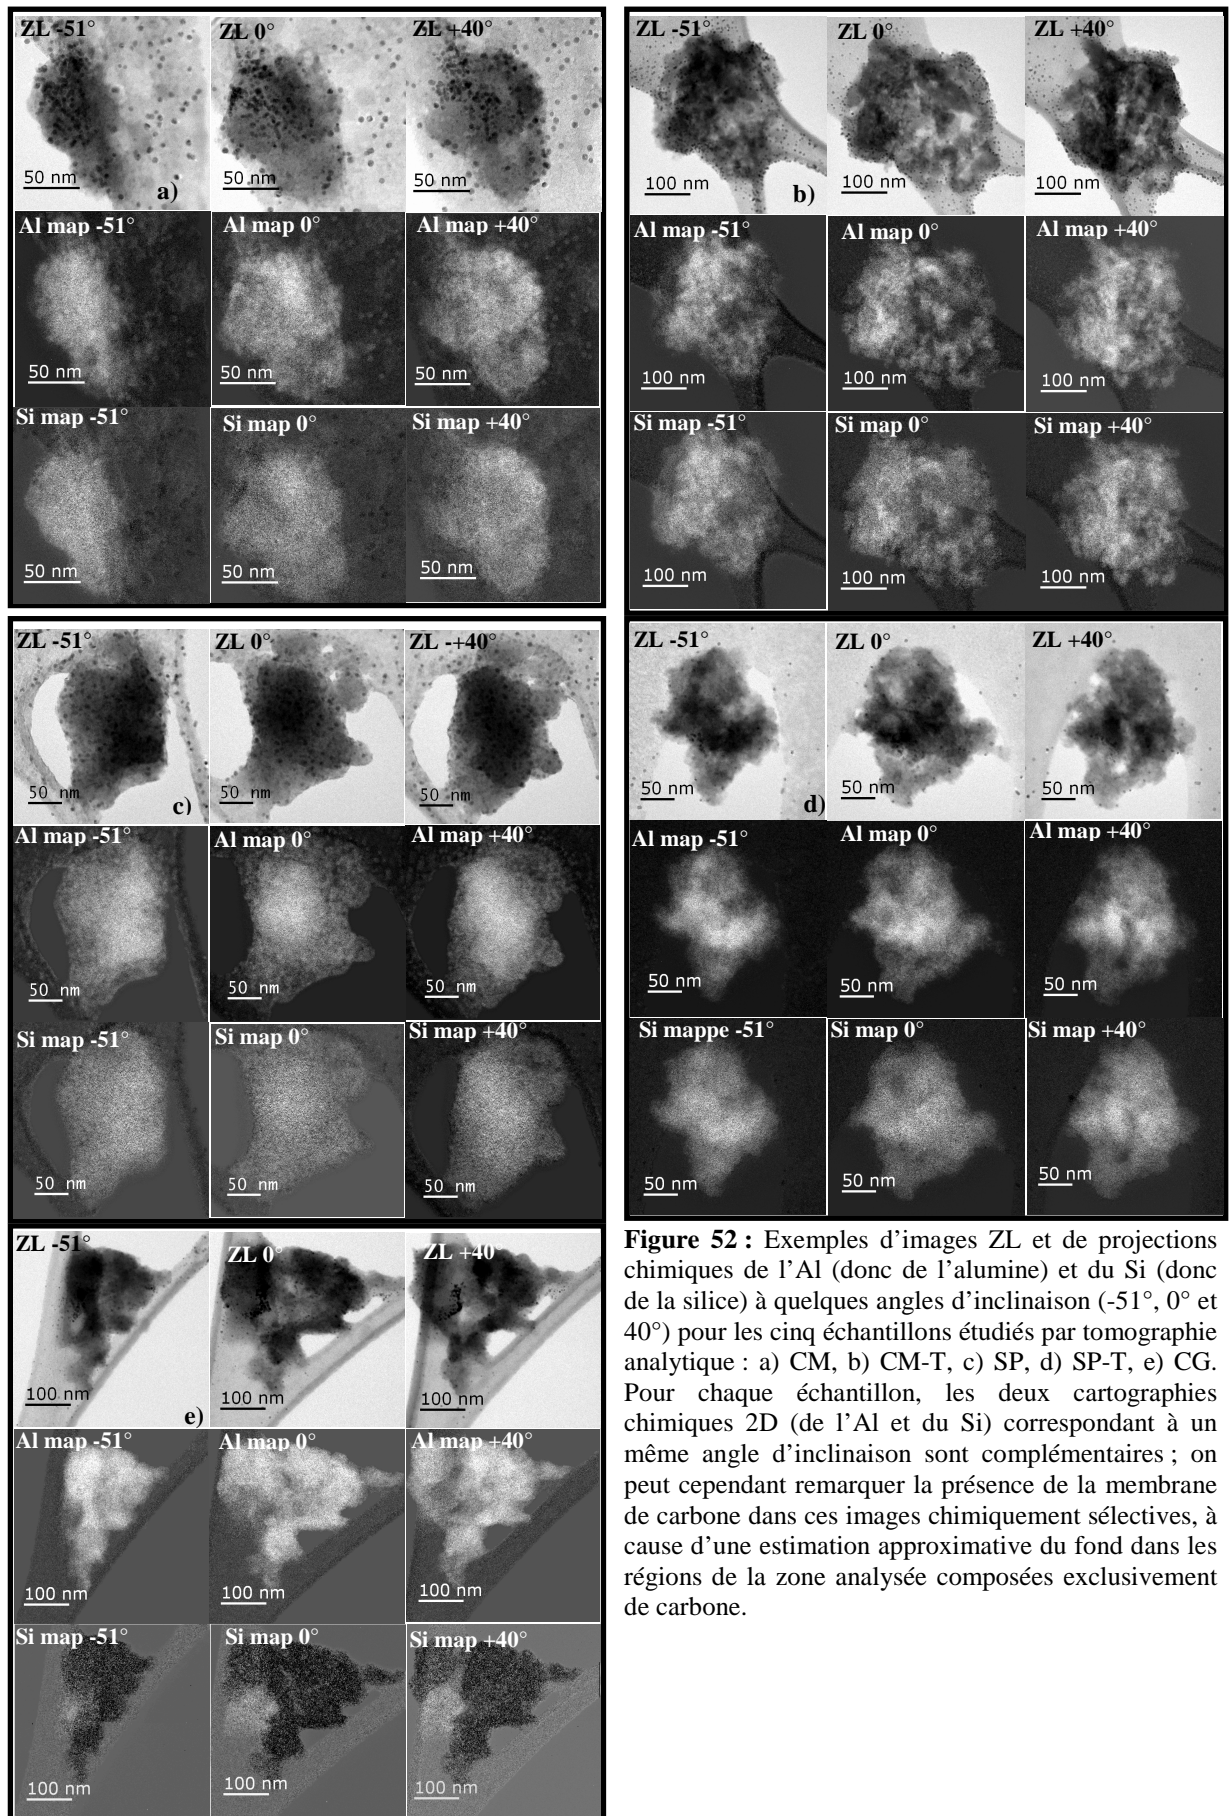 ZL -51° ZL 0° ZL +40°
50 nm 50 nm 50 nm
a)
Al map -51° Al map 0° Al map +40°
50 nm 50 nm 50 nm
Si map -51° Si map 0° Si map +40°
50 nm 50 nm 50 nm
ZL -51° ZL 0° ZL +40°
100 nm 100 nm 100 nm
b)
Al map -51° Al map 0° Al map +40°
100 nm 100 nm 100 nm
Si map -51° Si map 0° Si map +40°
100 nm 100 nm 100 nm
ZL -51° ZL 0° ZL -+40°
50 nm 50 nm 50 nm
c)
Al map -51° Al map 0° Al map +40°
50 nm 50 nm 50 nm
Si map -51° Si map 0° Si map +40°
50 nm 50 nm 50 nm
ZL -51° ZL 0° ZL +40°
50 nm 50 nm 50 nm
d)
Al map -51° Al map 0° Al map +40°
50 nm 50 nm 50 nm
Si mappe -51° Si map 0° Si map +40°
50 nm 50 nm 50 nm
ZL -51° ZL 0° ZL +40°
100 nm 100 nm 100 nm
e)
Al map -51° Al map 0° Al map +40°
100 nm 100 nm 100 nm
Si map -51° Si map 0° Si map +40°
100 nm 100 nm 100 nm
Figure 52 : Exemples d'images ZL et de projections
chimiques de l'Al (donc de l'alumine) et du Si (donc
de la silice) à quelques angles d'inclinaison (-51°, 0° et
40°) pour les cinq échantillons étudiés par tomographie
analytique : a) CM, b) CM-T, c) SP, d) SP-T, e) CG.
Pour chaque échantillon, les deux cartographies
chimiques 2D (de l'Al et du Si) correspondant à un
même angle d'inclinaison sont complémentaires ; on
peut cependant remarquer la présence de la membrane
de carbone dans ces images chimiquement sélectives, à
cause d'une estimation approximative du fond dans les
régions de la zone analysée composées exclusivement
de carbone.